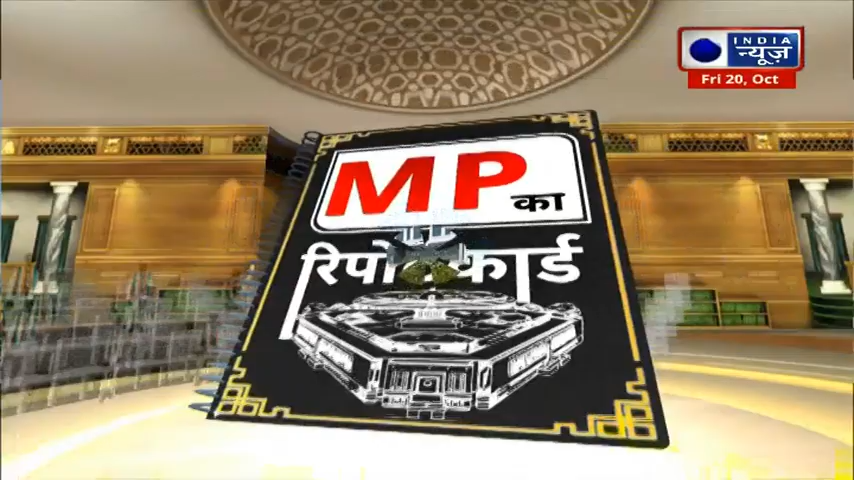 INDIA
न्यूज़
Fri 20, Oct
MP का
रिपोर्ट कार्ड